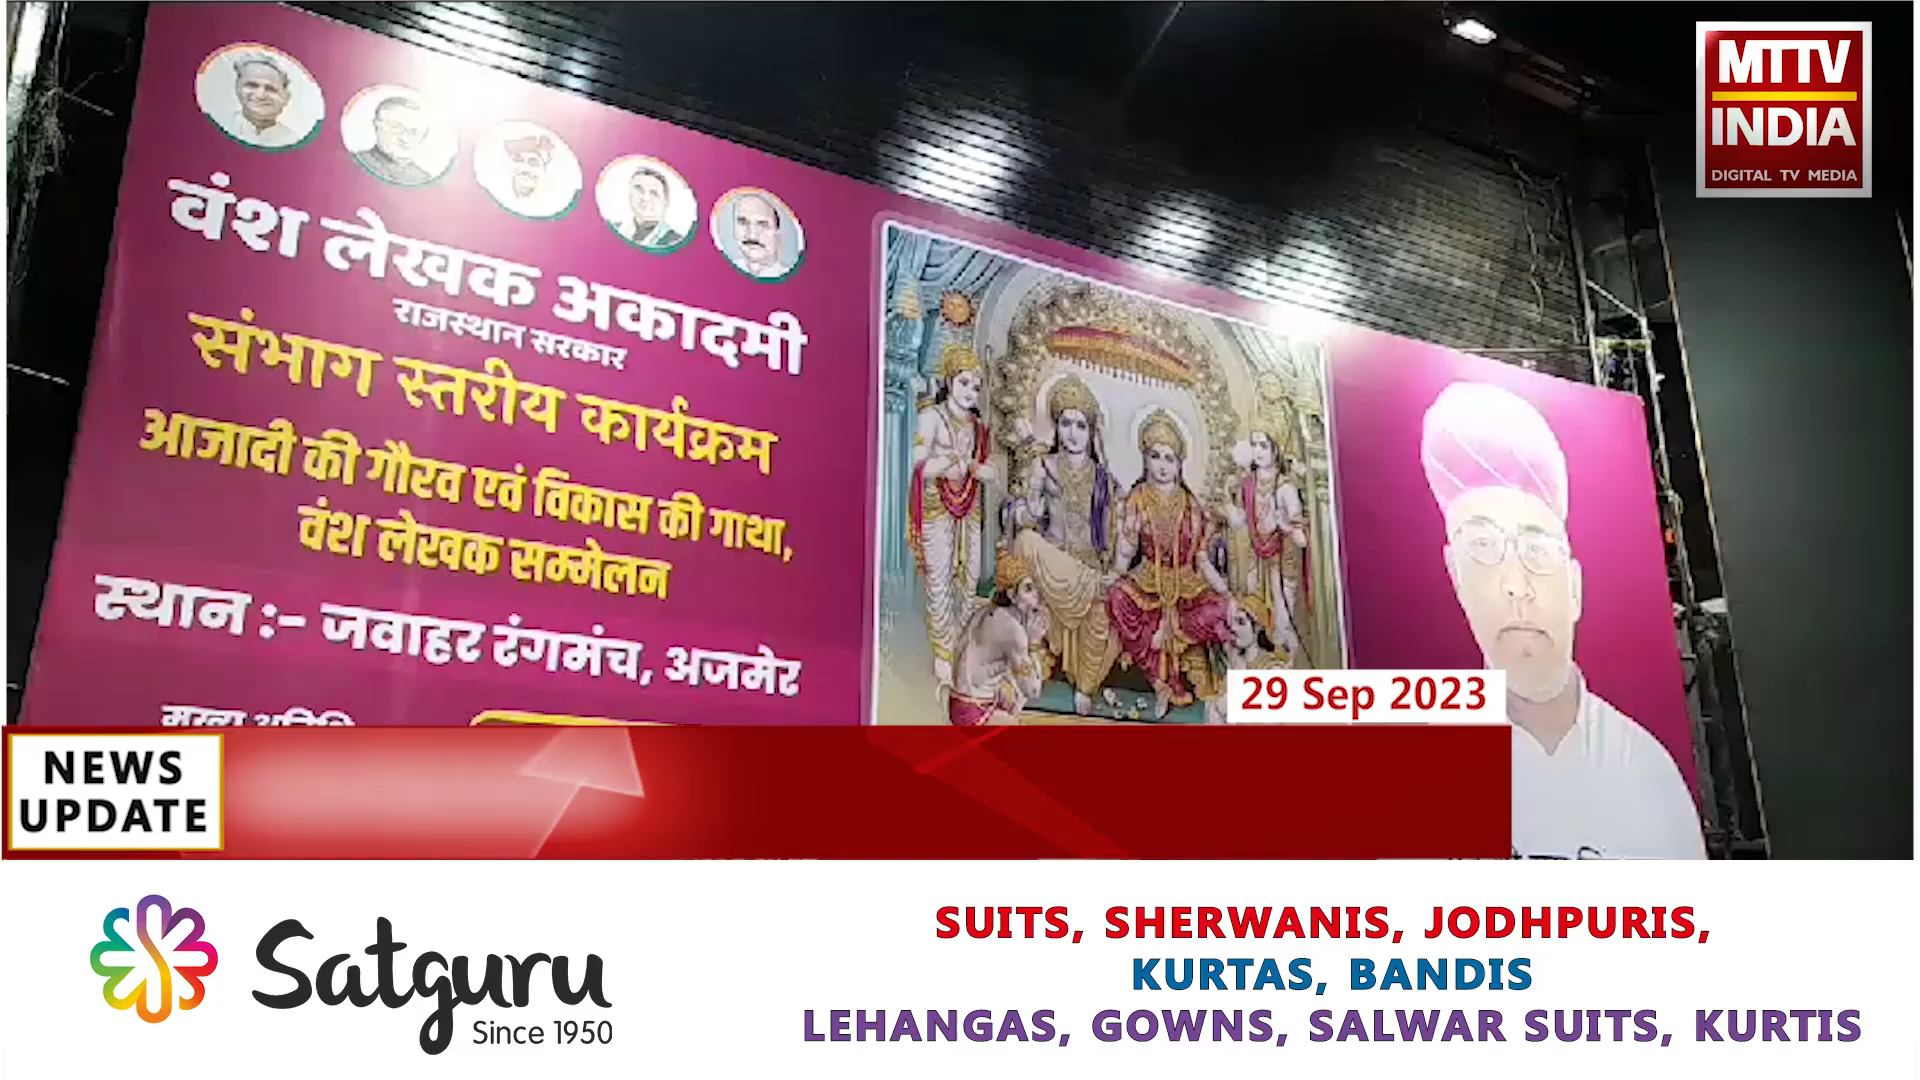 MTTV
INDIA
DIGITAL TV MEDIA
वंश लेखक अकादमी
राजस्थान सरकार
संभाग स्तरीय कार्यक्रम
आजादी की गौरव एवं विकास की गाथा,
वंश लेखक सम्मेलन
स्थान :- जवाहर रंगमंच, अजमेर
29 Sep 2023
NEWS
UPDATE
Satguru
Since 1950
SUITS, SHERWANIS, JODHPURIS,
KURTAS, BANDIS
LEHANGAS, GOWNS, SALWAR SUITS, KURTIS